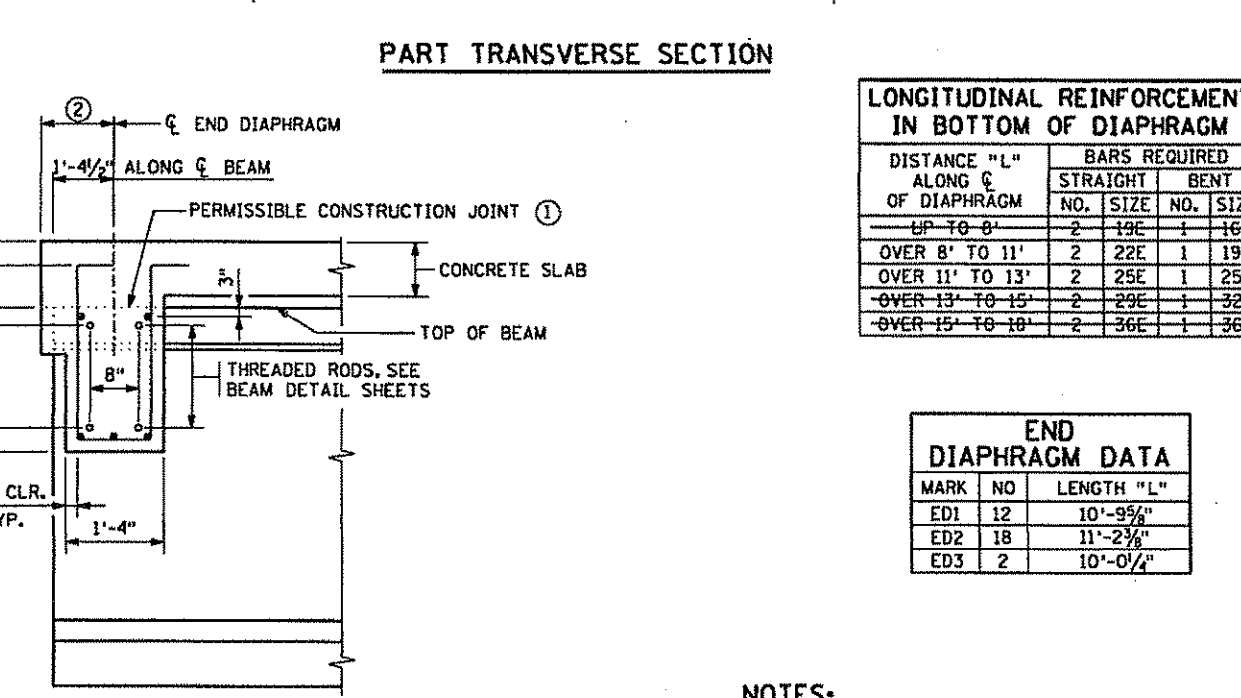 PART TRANSVERSE SECTION
②
℄ END DIAPHRAGM
1'-4½" ALONG ℄ BEAM
PERMISSIBLE CONSTRUCTION JOINT ①
3"
CONCRETE SLAB
TOP OF BEAM
8"
THREADED RODS. SEE
BEAM DETAIL SHEETS
CLR.
YP.
1'-4"
LONGITUDINAL REINFORCEMENT
IN BOTTOM OF DIAPHRAGM
DISTANCE "L"
ALONG ℄
OF DIAPHRAGM
BARS REQUIRED
STRAIGHT BENT
NO. SIZE NO. SIZ
UP TO 8' 2 19E 1 16
OVER 8' TO 11' 2 22E 1 19
OVER 11' TO 13' 2 25E 1 25
OVER 13' TO 15' 2 29E 1 32
OVER 15' TO 18' 2 36E 1 36
END
DIAPHRAGM DATA
MARK NO LENGTH "L"
ED1 12 10'-9⅝"
ED2 18 11'-2⅜"
ED3 2 10'-0¼"
NOTES: